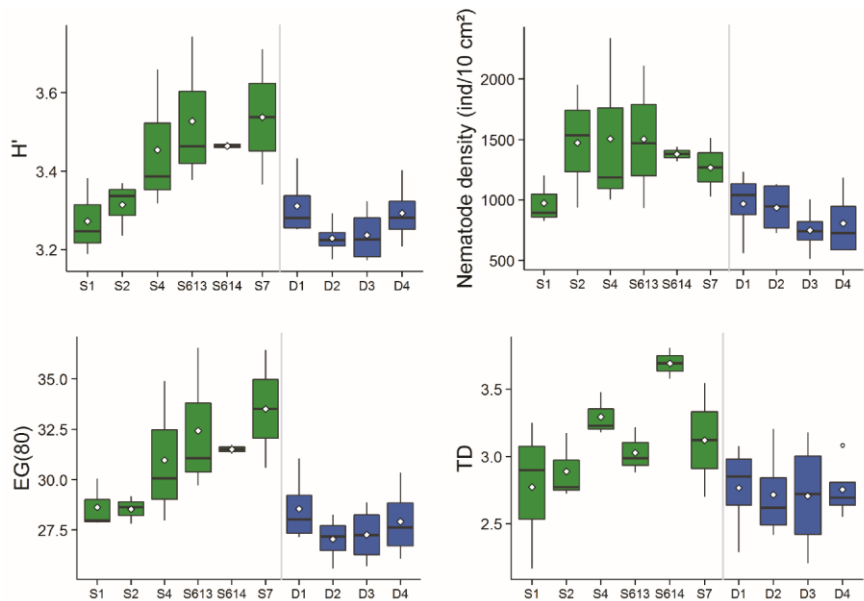 H'
3.6
3.4
3.2
S1 S2 S4 S613 S614 S7 D1 D2 D3 D4
Nematode density (ind/10 cm²)
2000
1500
1000
500
S1 S2 S4 S613 S614 S7 D1 D2 D3 D4
EG(80)
35.0
32.5
30.0
27.5
S1 S2 S4 S613 S614 S7 D1 D2 D3 D4
TD
3.5
3.0
2.5
S1 S2 S4 S613 S614 S7 D1 D2 D3 D4